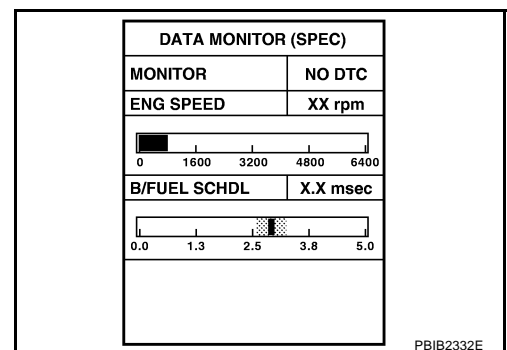 DATA MONITOR (SPEC)
MONITOR NO DTC
ENG SPEED XX rpm
0 1600 3200 4800 6400
B/FUEL SCHDL X.X msec
0.0 1.3 2.5 3.8 5.0
PBIB2332E